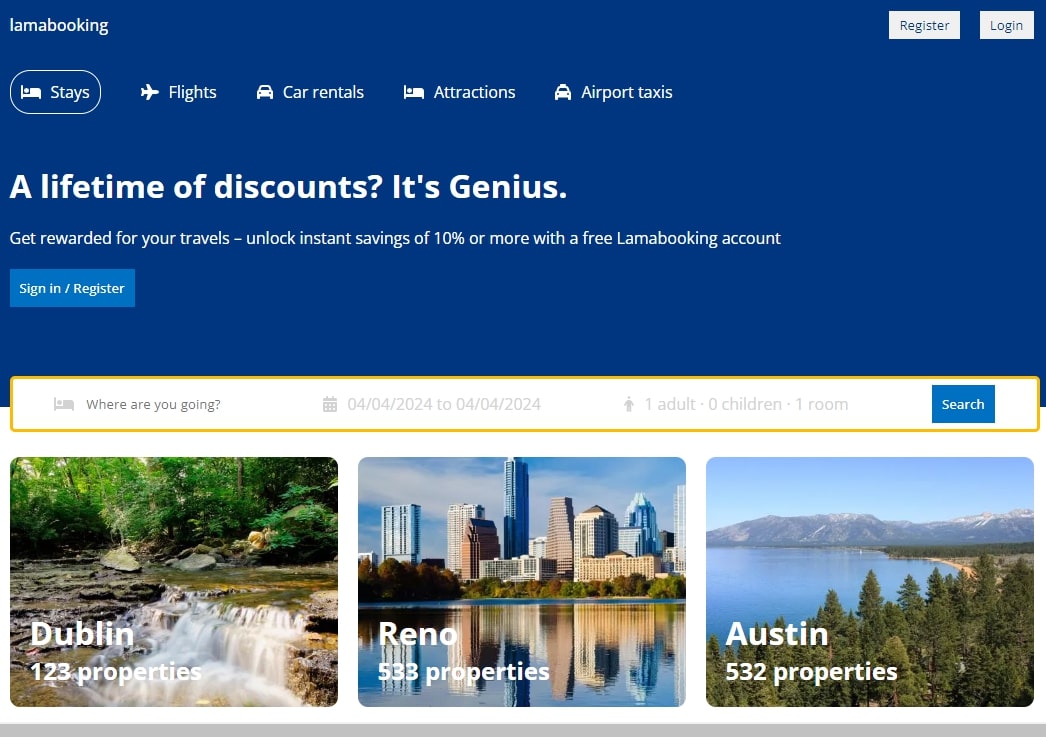 lamabooking
Register
Login
Stays
Flights
Car rentals
Attractions
Airport taxis
A lifetime of discounts? It's Genius.
Get rewarded for your travels – unlock instant savings of 10% or more with a free Lamabooking account
Sign in / Register
Where are you going?
04/04/2024 to 04/04/2024
1 adult · 0 children · 1 room
Search
Dublin
123 properties
Reno
533 properties
Austin
532 properties